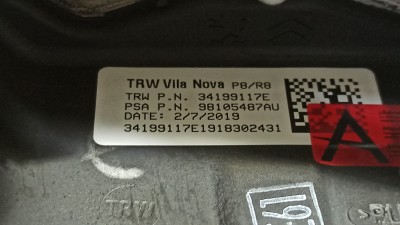 TRW Vila Nova P8/R8
TRW P.N. 34199117E
PSA P.N. 98105487AU
DATE: 2/7/2019
34199117E1918302431
A
TRW